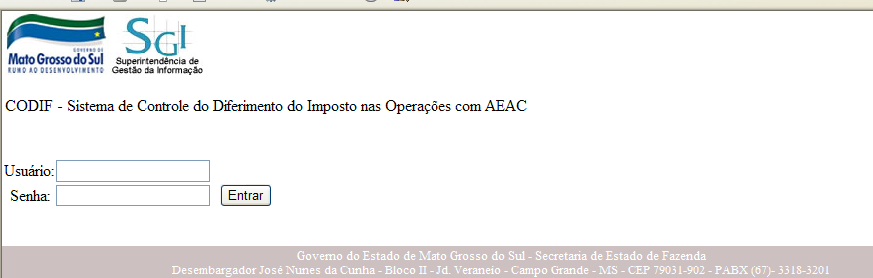 GOVERNO DE
Mato Grosso do Sul
RUMO AO DESENVOLVIMENTO
SGI
Superintendência de
Gestão da Informação
CODIF - Sistema de Controle do Diferimento do Imposto nas Operações com AEAC
Usuário:
Senha: Entrar
Governo do Estado de Mato Grosso do Sul - Secretaria de Estado de Fazenda
Desembargador José Nunes da Cunha - Bloco II - Jd. Veraneio - Campo Grande - MS - CEP 79031-902 - PABX (67)- 3318-3201